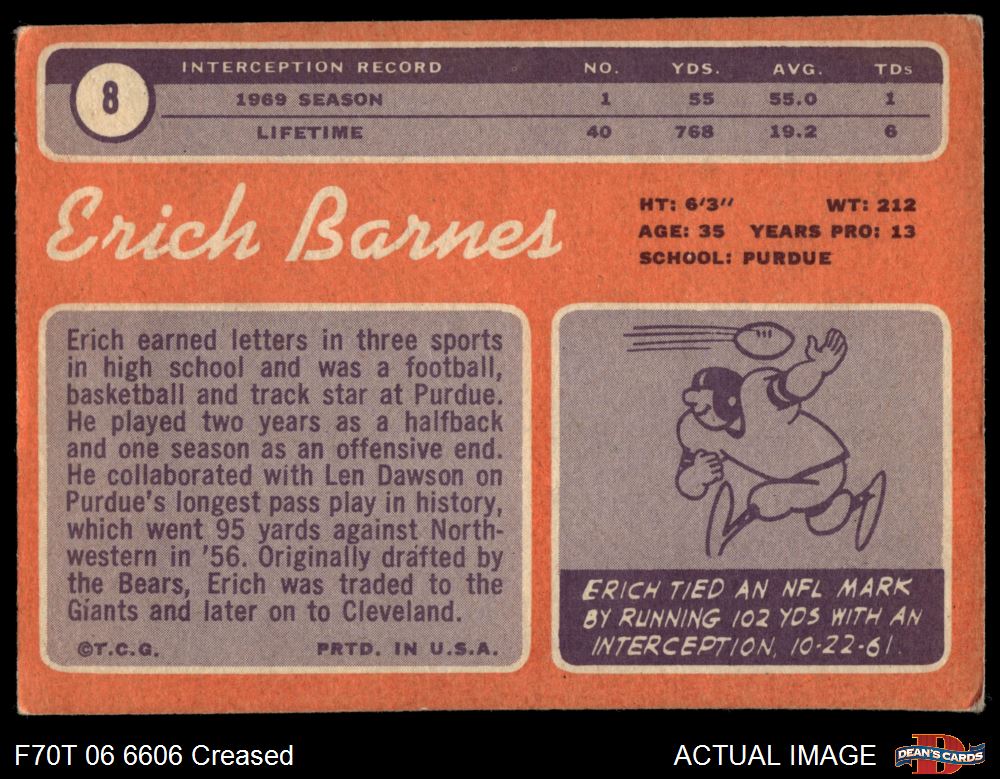 8
INTERCEPTION RECORD NO. YDS. AVG. TDs
1969 SEASON 1 55 55.0 1
LIFETIME 40 768 19.2 6
Erich Barnes
HT: 6'3" WT: 212
AGE: 35 YEARS PRO: 13
SCHOOL: PURDUE
Erich earned letters in three sports
in high school and was a football,
basketball and track star at Purdue.
He played two years as a halfback
and one season as an offensive end.
He collaborated with Len Dawson on
Purdue's longest pass play in history,
which went 95 yards against North-
western in '56. Originally drafted by
the Bears, Erich was traded to the
Giants and later on to Cleveland.
©T.C.G. PRTD. IN U.S.A.
ERICH TIED AN NFL MARK
BY RUNNING 102 YDS WITH AN
INTERCEPTION, 10-22-61.
F70T 06 6606 Creased
ACTUAL IMAGE
D
DEAN'S CARDS